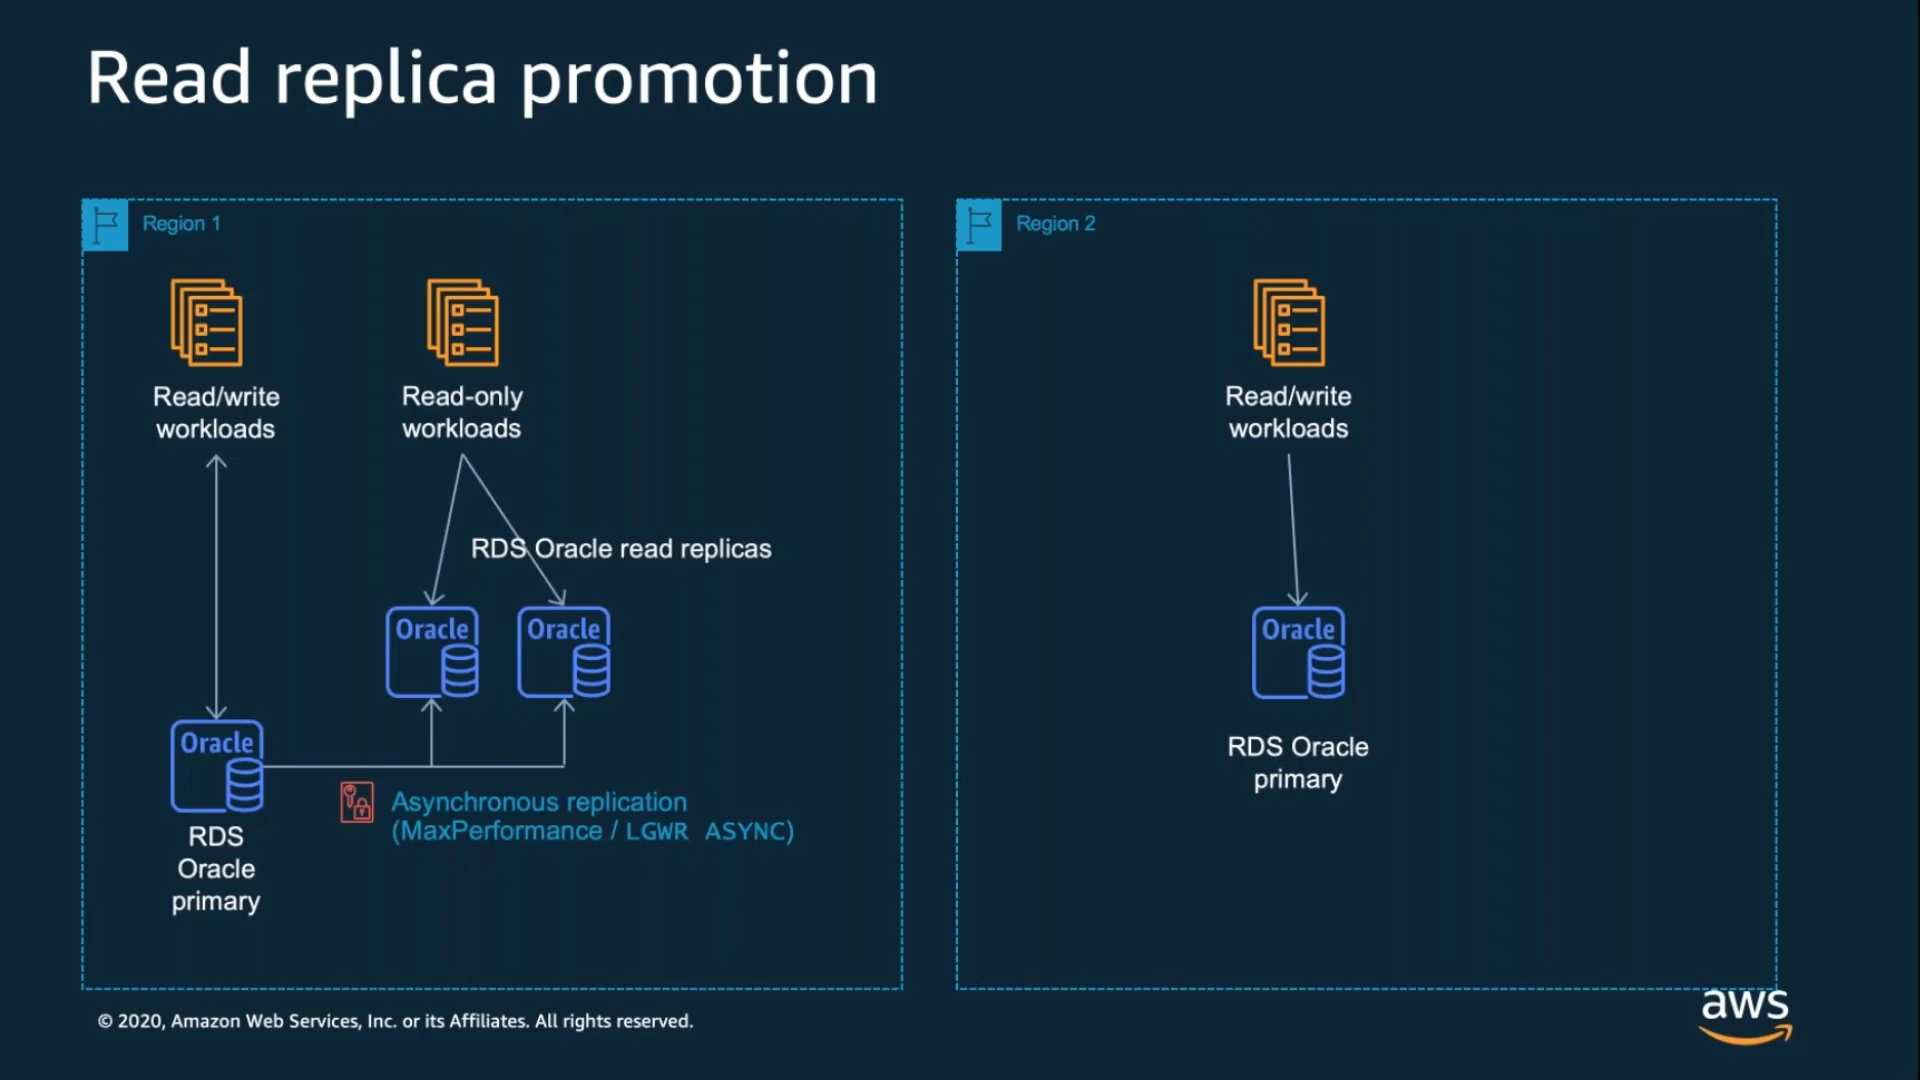 Read replica promotion
Region 1
Read/write
workloads
Read-only
workloads
RDS Oracle read replicas
Oracle
Oracle
Oracle
RDS
Oracle
primary
Asynchronous replication
(MaxPerformance / LGWR ASYNC)
Region 2
Read/write
workloads
Oracle
RDS Oracle
primary
© 2020, Amazon Web Services, Inc. or its Affiliates. All rights reserved.
aws